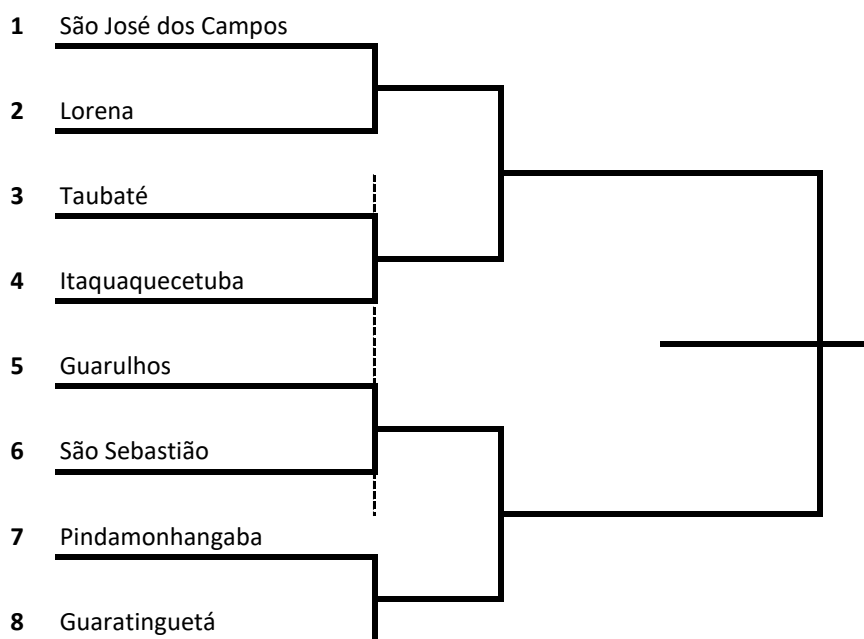 1 São José dos Campos
2 Lorena
3 Taubaté
4 Itaquaquecetuba
5 Guarulhos
6 São Sebastião
7 Pindamonhangaba
8 Guaratinguetá